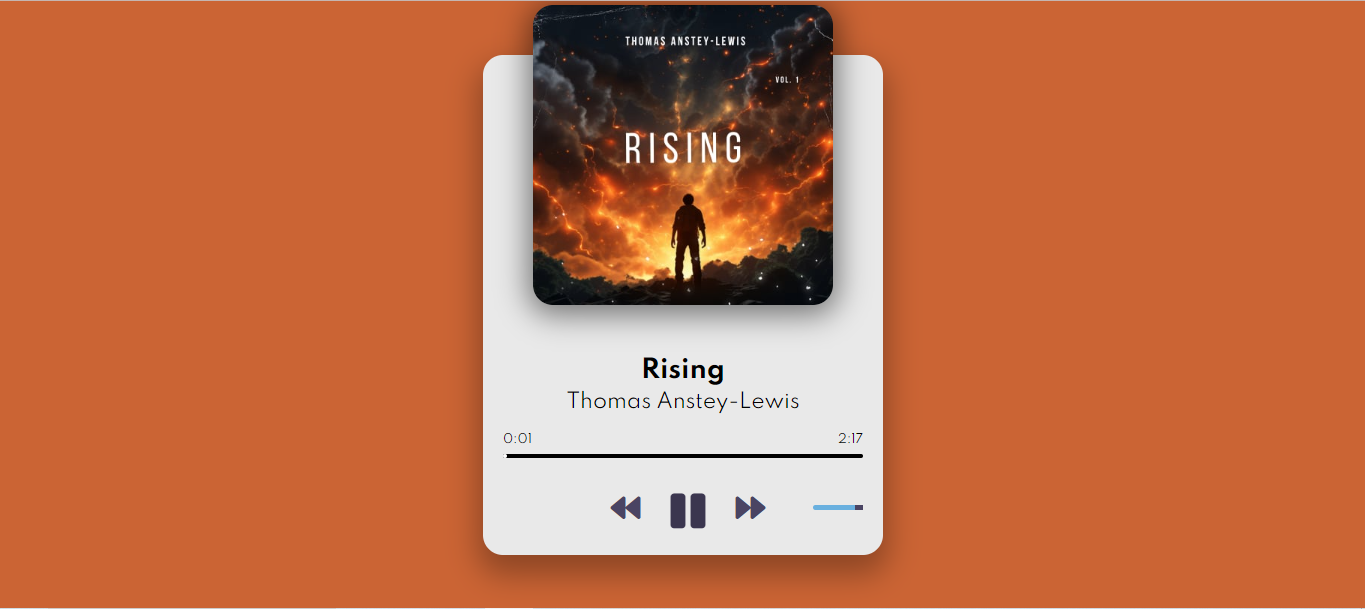 THOMAS ANSTEY-LEWIS
VOL. 1
RISING
Rising
Thomas Anstey-Lewis
0:01 2:17